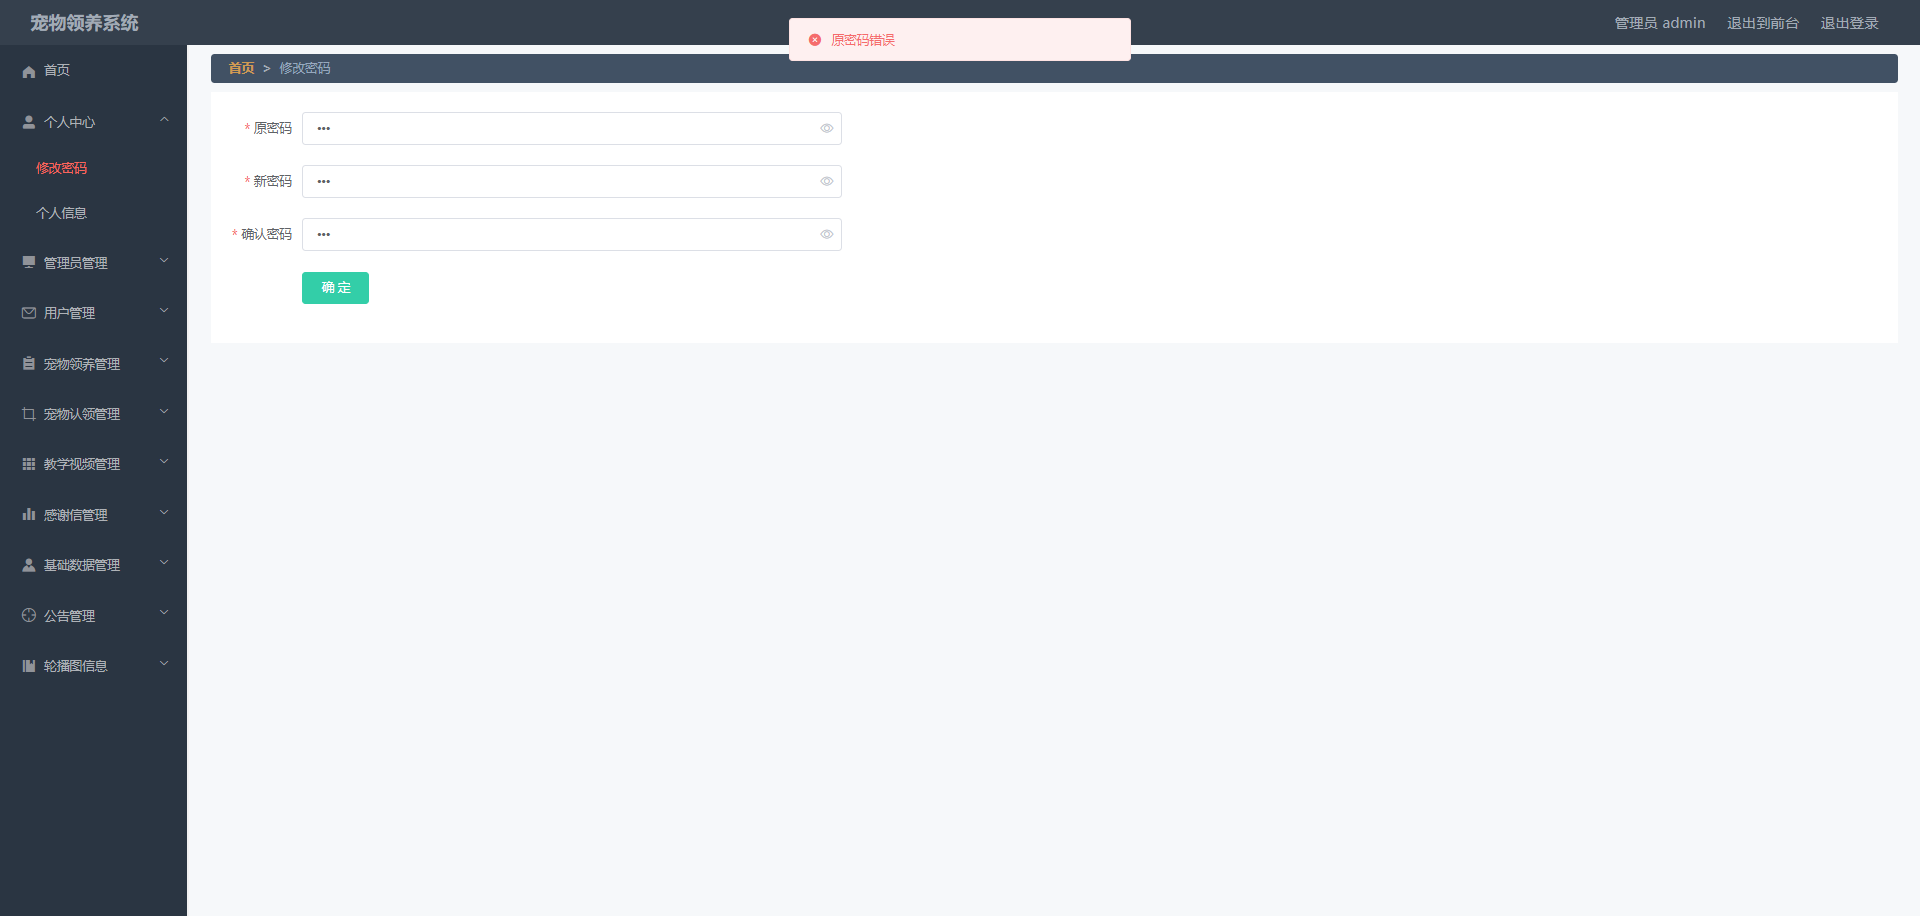 宠物领养系统
管理员 admin
退出到前台
退出登录
原密码错误
首页 > 修改密码
首页
个人中心
修改密码
个人信息
管理员管理
用户管理
宠物领养管理
宠物认领管理
教学视频管理
感谢信管理
基础数据管理
公告管理
轮播图信息
* 原密码 •••
* 新密码 •••
* 确认密码 •••
确定